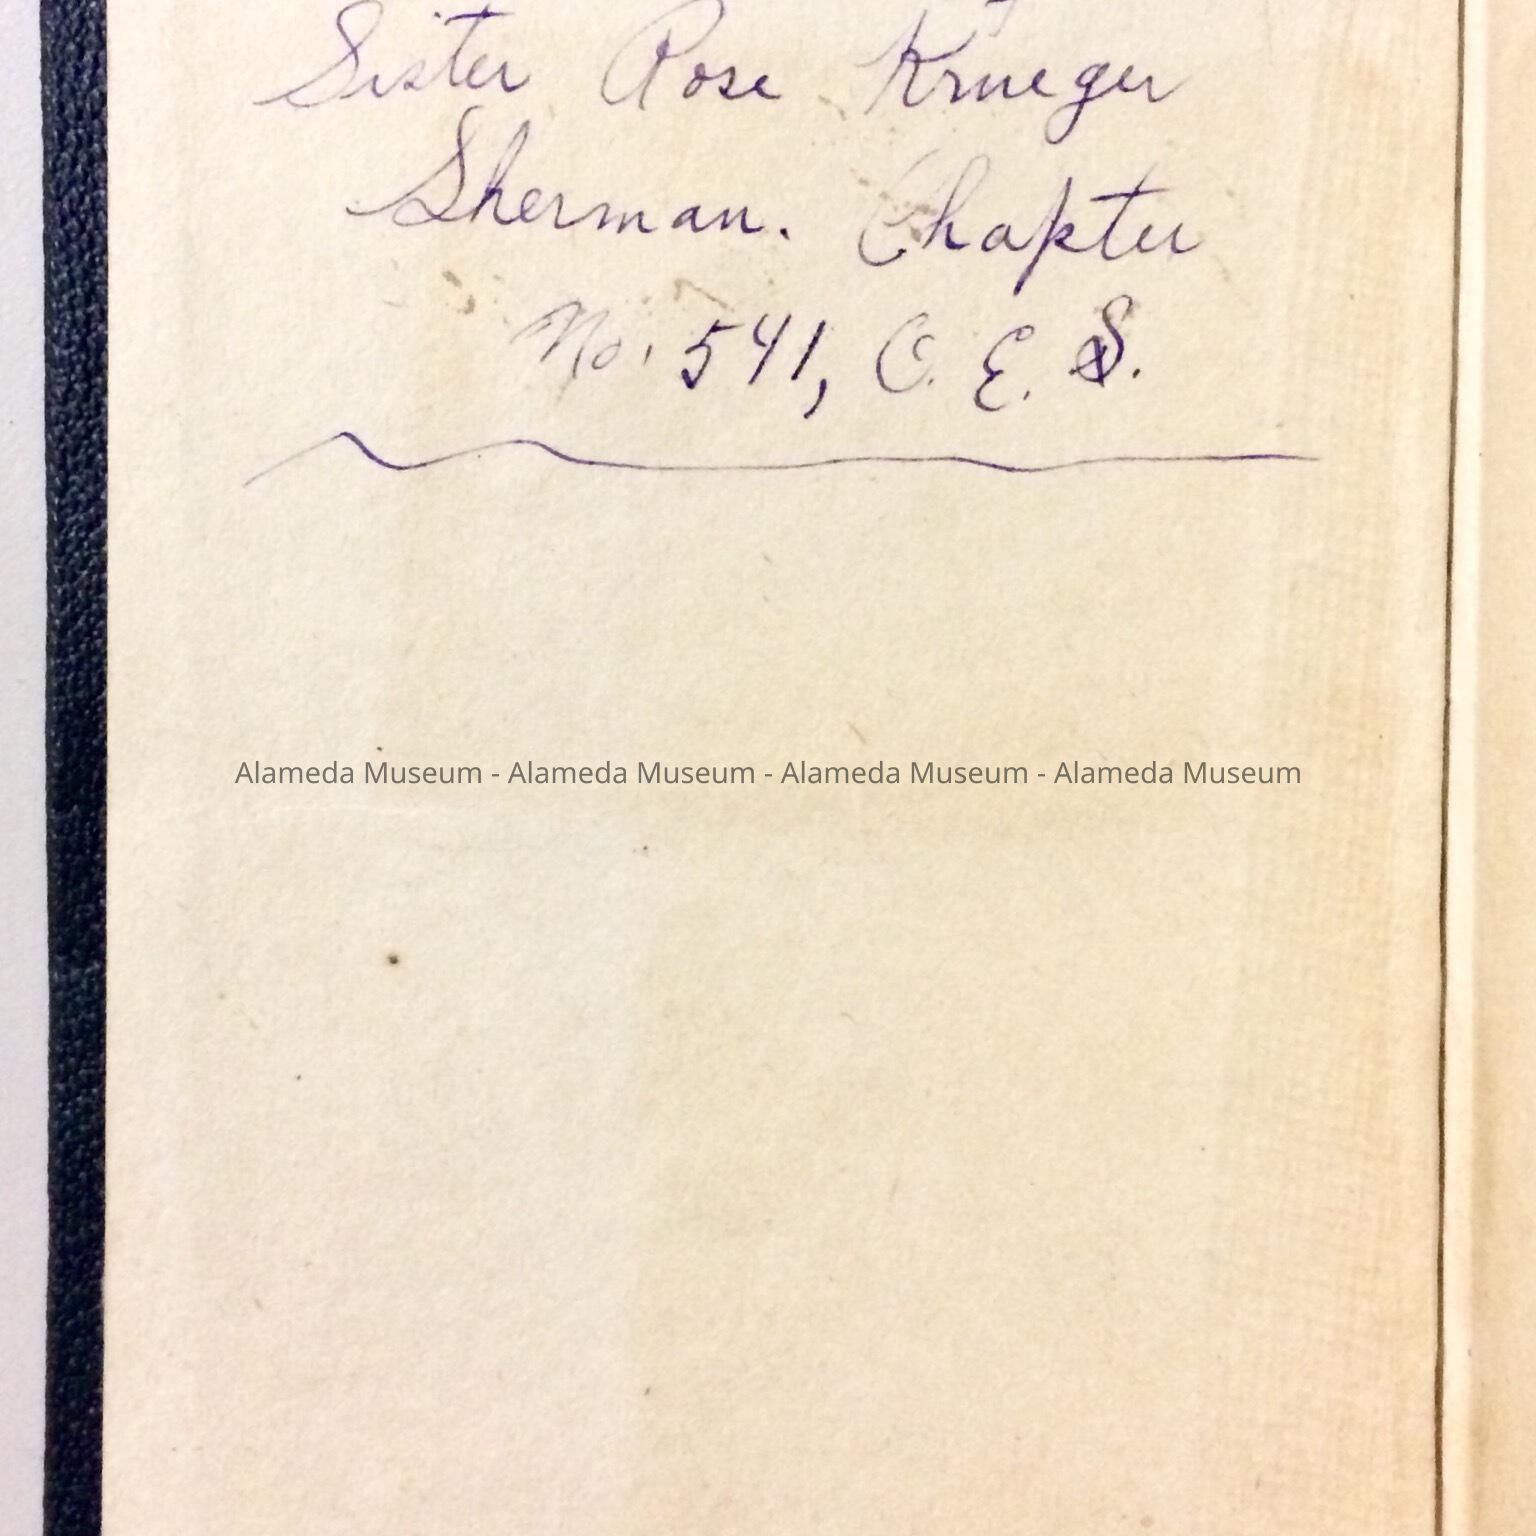 Sister Rose Krueger
Sherman. Chapter
No. 541, O. E. S.
Alameda Museum - Alameda Museum - Alameda Museum - Alameda Museum